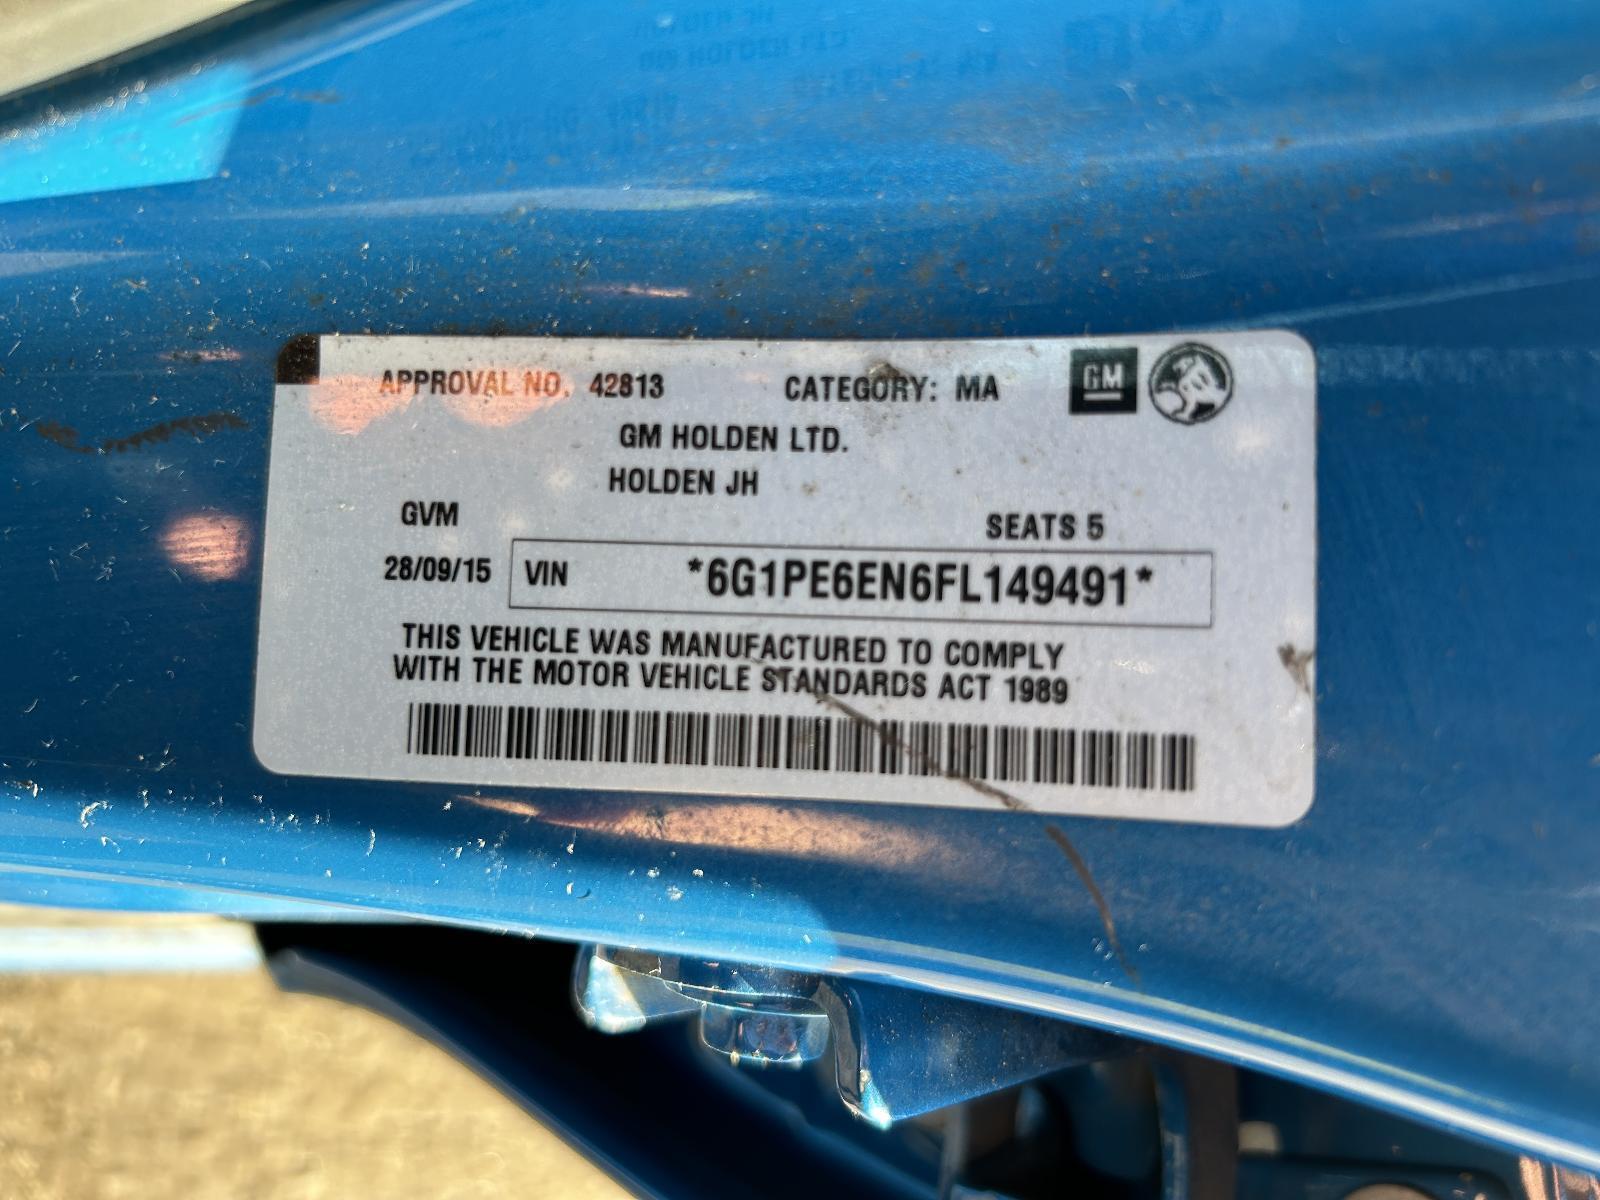 APPROVAL NO. 42813 CATEGORY: MA GM
GM HOLDEN LTD.
HOLDEN JH
GVM SEATS 5
28/09/15 VIN *6G1PE6EN6FL149491*
THIS VEHICLE WAS MANUFACTURED TO COMPLY
WITH THE MOTOR VEHICLE STANDARDS ACT 1989